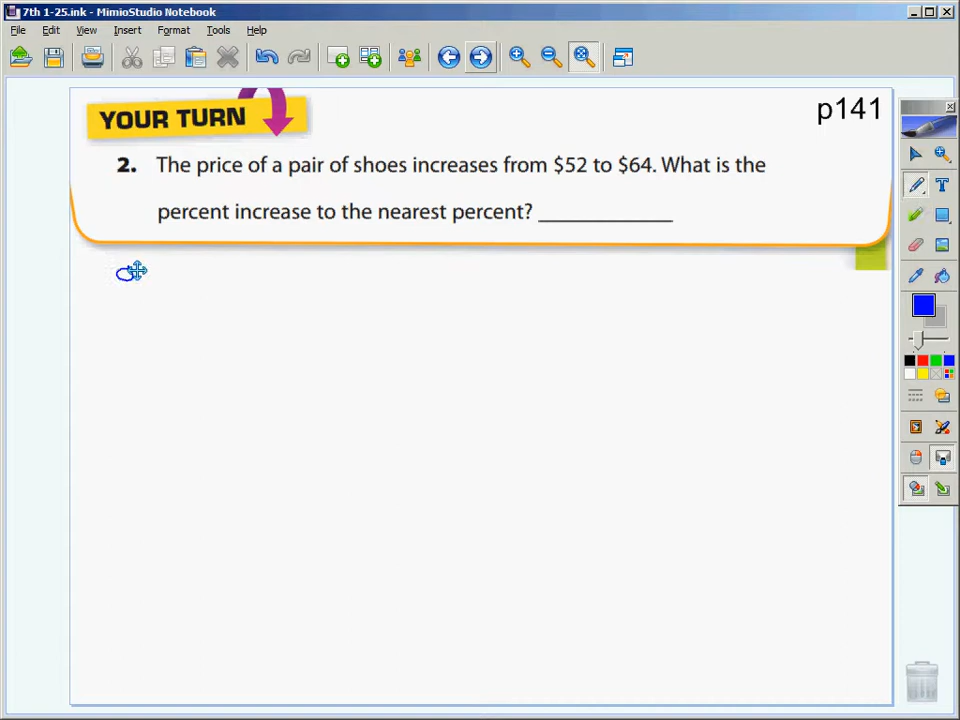 7th 1-25.ink - MimioStudio Notebook
File Edit View Insert Format Tools Help
YOUR TURN
p141
2. The price of a pair of shoes increases from $52 to $64. What is the
percent increase to the nearest percent? ____________
T